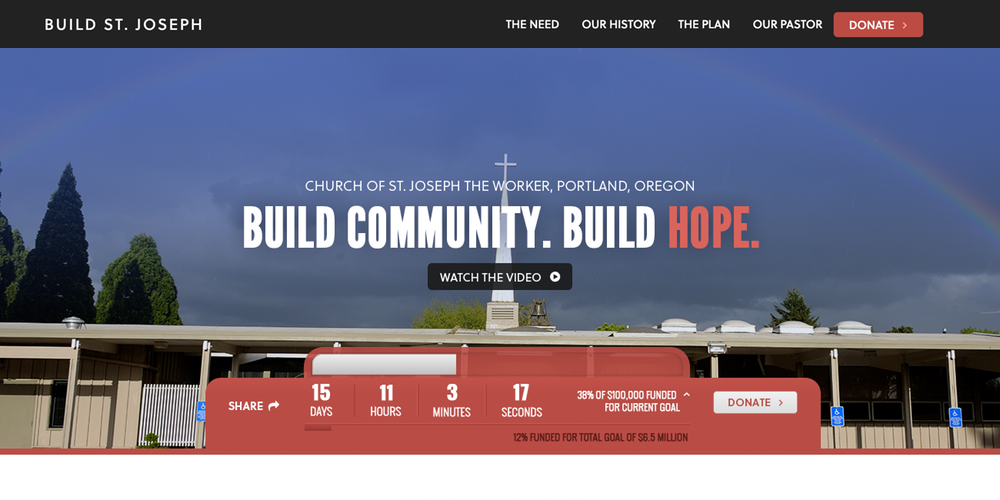 BUILD ST. JOSEPH
THE NEED OUR HISTORY THE PLAN OUR PASTOR DONATE
CHURCH OF ST. JOSEPH THE WORKER, PORTLAND, OREGON
BUILD COMMUNITY. BUILD HOPE.
WATCH THE VIDEO
SHARE
15 11 3 17
DAYS HOURS MINUTES SECONDS
38% OF $100,000 FUNDED
FOR CURRENT GOAL
DONATE
12% FUNDED FOR TOTAL GOAL OF $6.5 MILLION